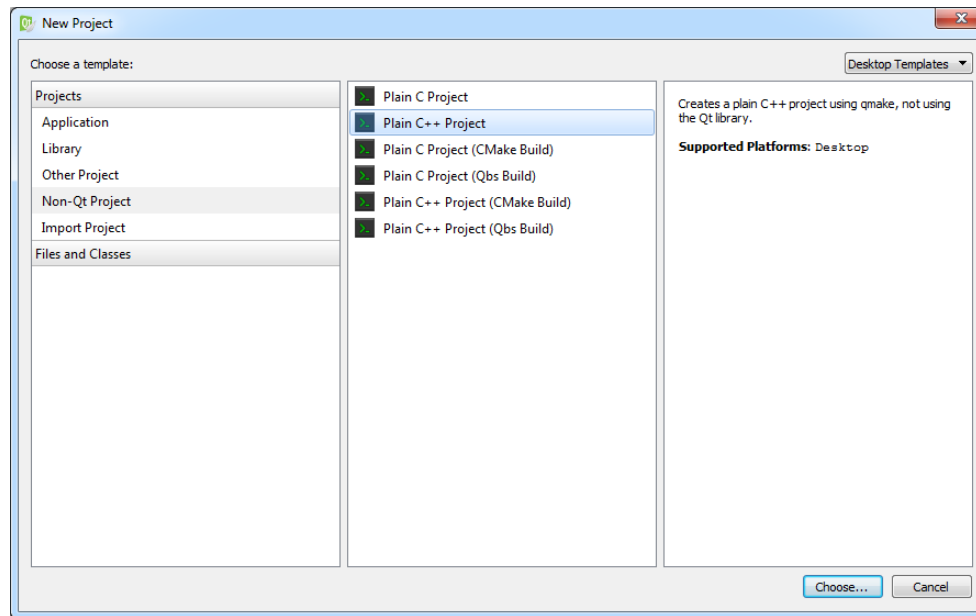 New Project
Choose a template:
Desktop Templates
Projects
Application
Library
Other Project
Non-Qt Project
Import Project
Files and Classes
Plain C Project
Plain C++ Project
Plain C Project (CMake Build)
Plain C Project (Qbs Build)
Plain C++ Project (CMake Build)
Plain C++ Project (Qbs Build)
Creates a plain C++ project using qmake, not using
the Qt library.
Supported Platforms: Desktop
Choose...
Cancel